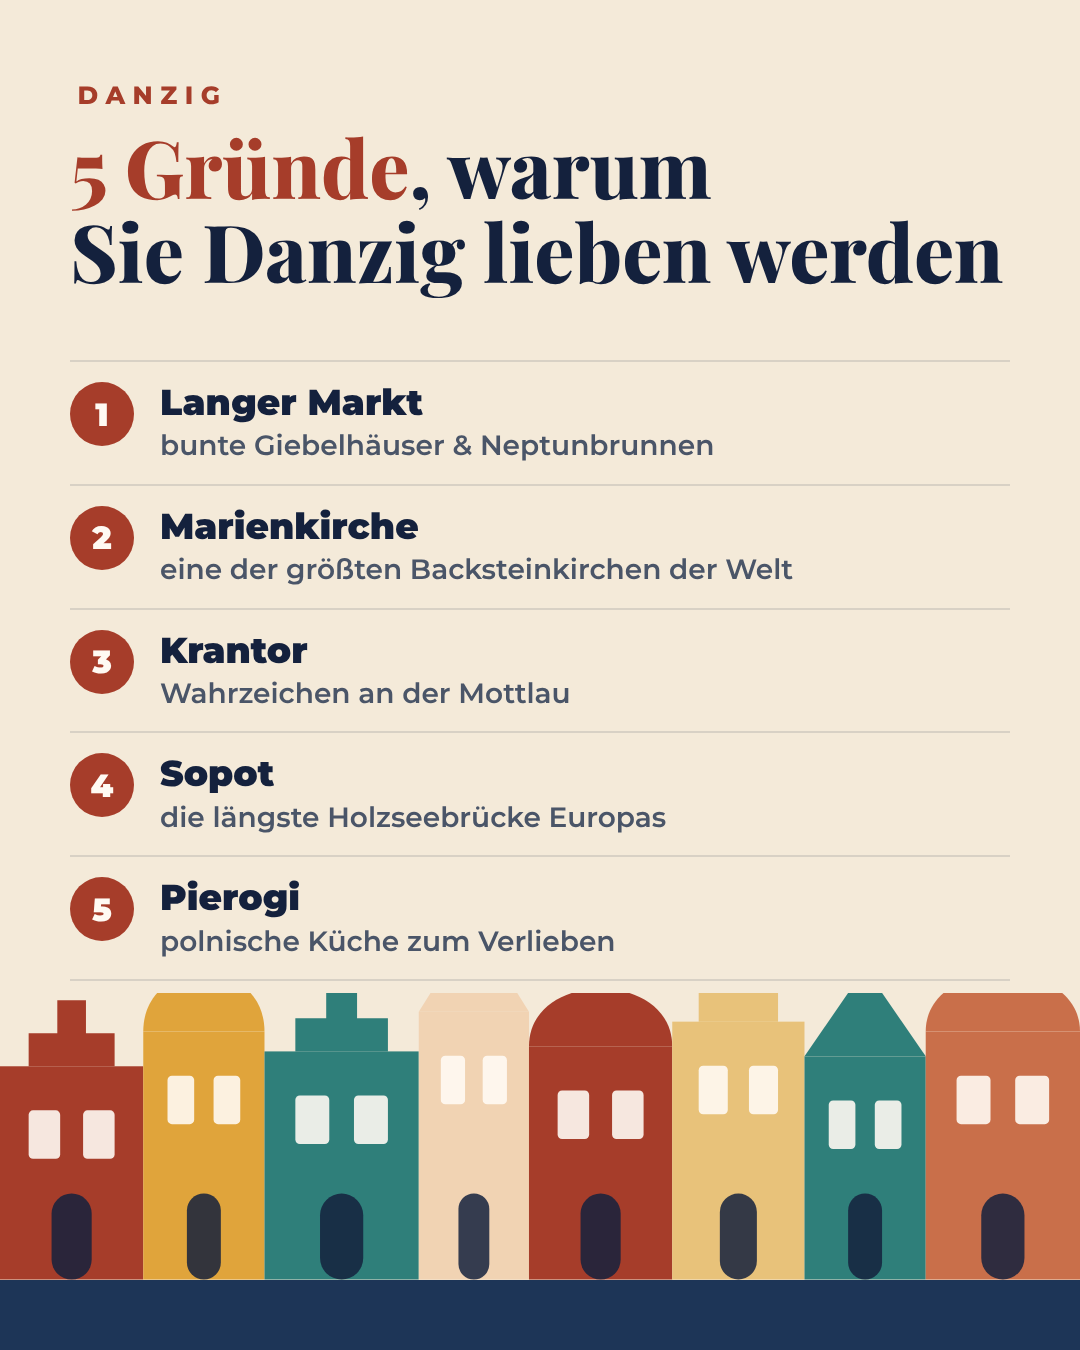 DANZIG
5 Gründe, warum
Sie Danzig lieben werden
1 Langer Markt
bunte Giebelhäuser & Neptunbrunnen
2 Marienkirche
eine der größten Backsteinkirchen der Welt
3 Krantor
Wahrzeichen an der Mottlau
4 Sopot
die längste Holzseebrücke Europas
5 Pierogi
polnische Küche zum Verlieben